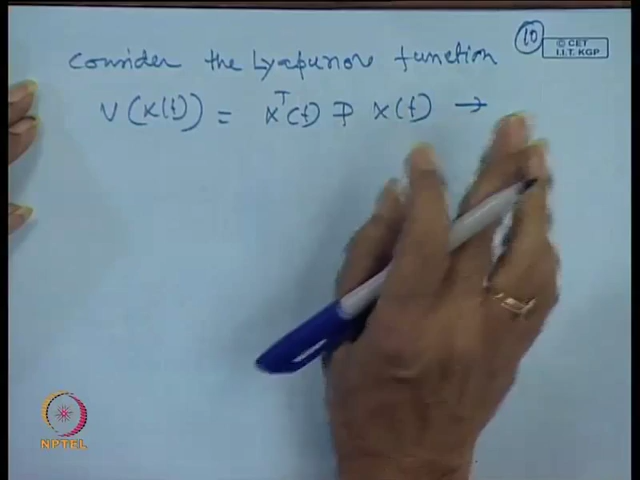 Consider the Lyapunov function
V(x(t)) = x^T(t) P x(t) →
10
© CET
I.I.T. KGP
NPTEL